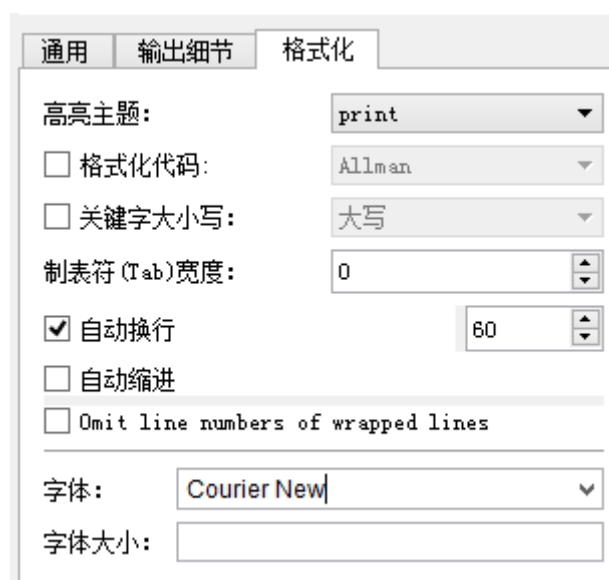 通用 输出细节 格式化
高亮主题: print
格式化代码: Allman
关键字大小写: 大写
制表符(Tab)宽度: 0
自动换行 60
自动缩进
Omit line numbers of wrapped lines
字体: Courier New
字体大小: